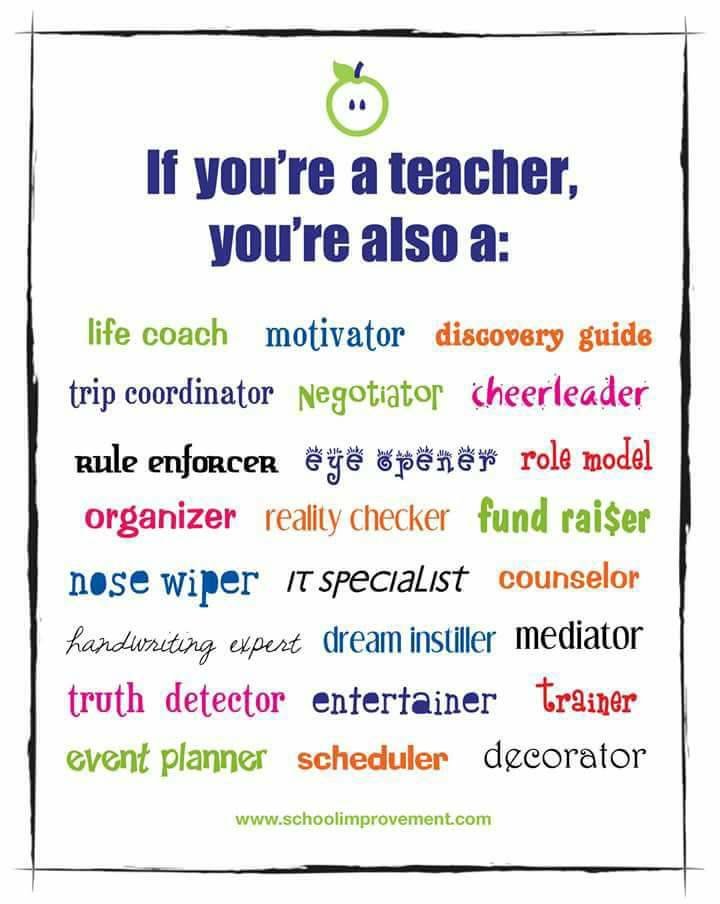 If you're a teacher,
you're also a:
life coach motivator discovery guide
trip coordinator Negotiator cheerleader
Rule enforcer eye opener role model
organizer reality checker fund rai$er
nose wiper IT SPECIALIST counselor
handwriting expert dream instiller mediator
truth detector entertainer trainer
event planner scheduler decorator
www.schoolimprovement.com